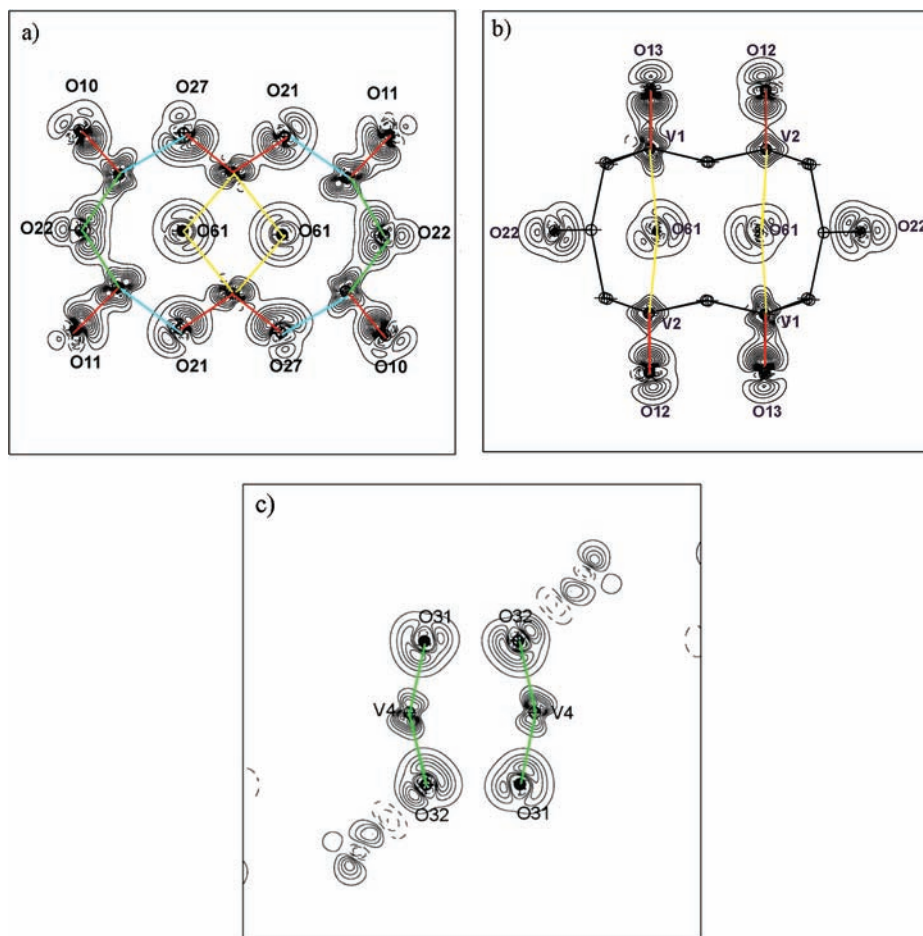 a)
O10 O27 O21 O11
O22 O61 O61 O22
O11 O21 O27 O10
b)
O13 O12
V1 V2
O22 O61 O61 O22
V2 V1
O12 O13
c)
O31 O32
V4 V4
O32 O31